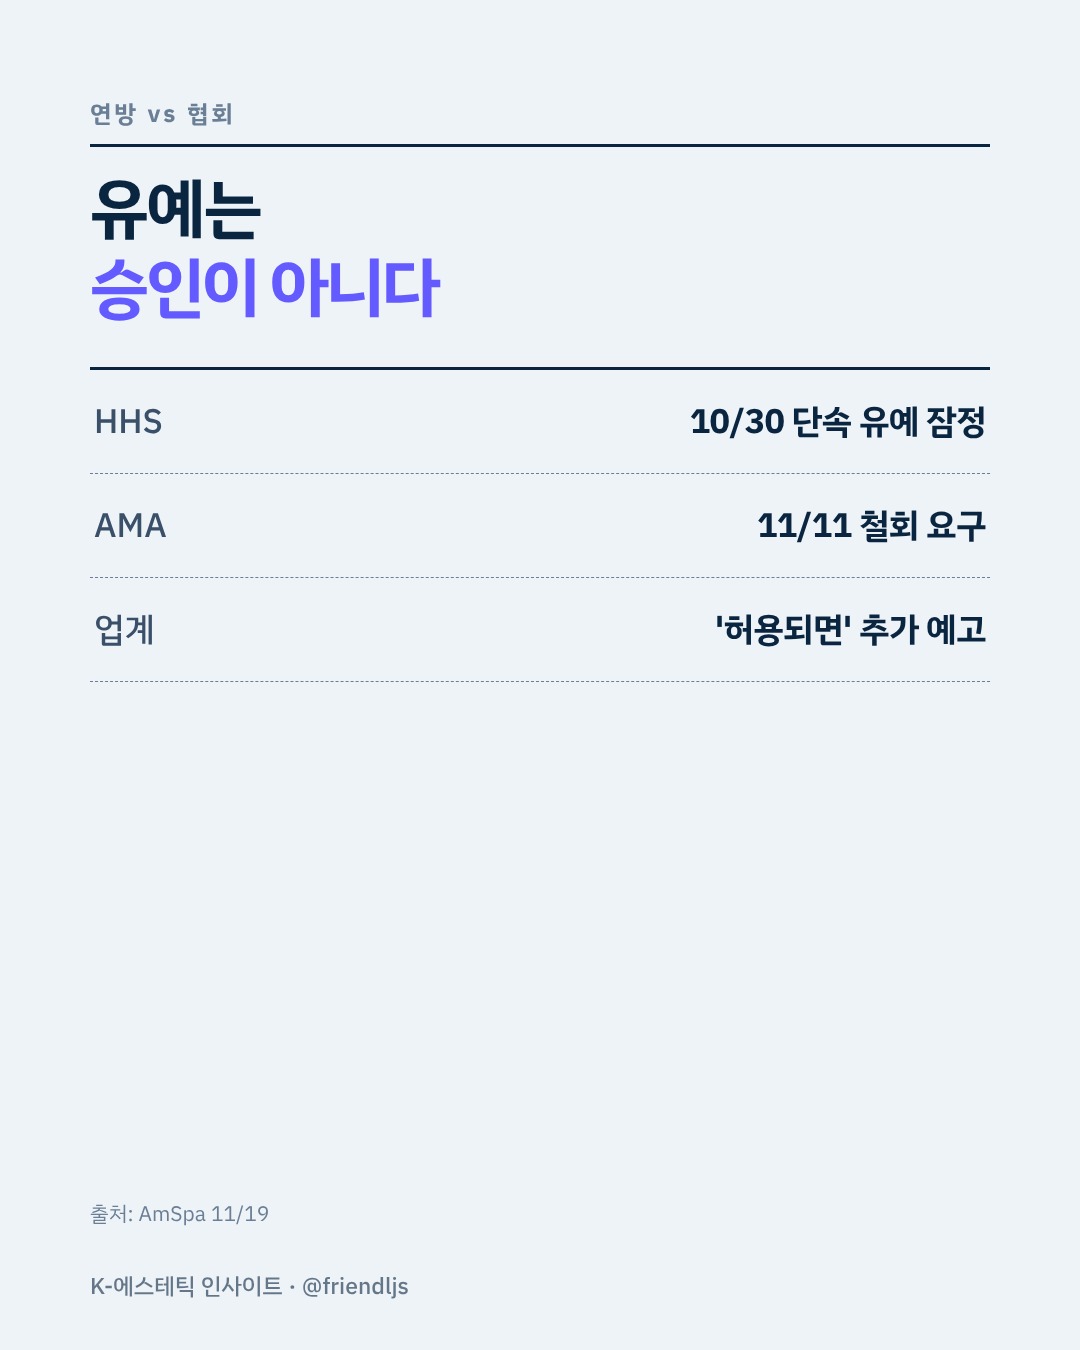 연방 vs 협회
유예는
승인이 아니다
HHS 10/30 단속 유예 잠정
AMA 11/11 철회 요구
업계 '허용되면' 추가 예고
출처: AmSpa 11/19
K-에스테틱 인사이트 · @friendljs